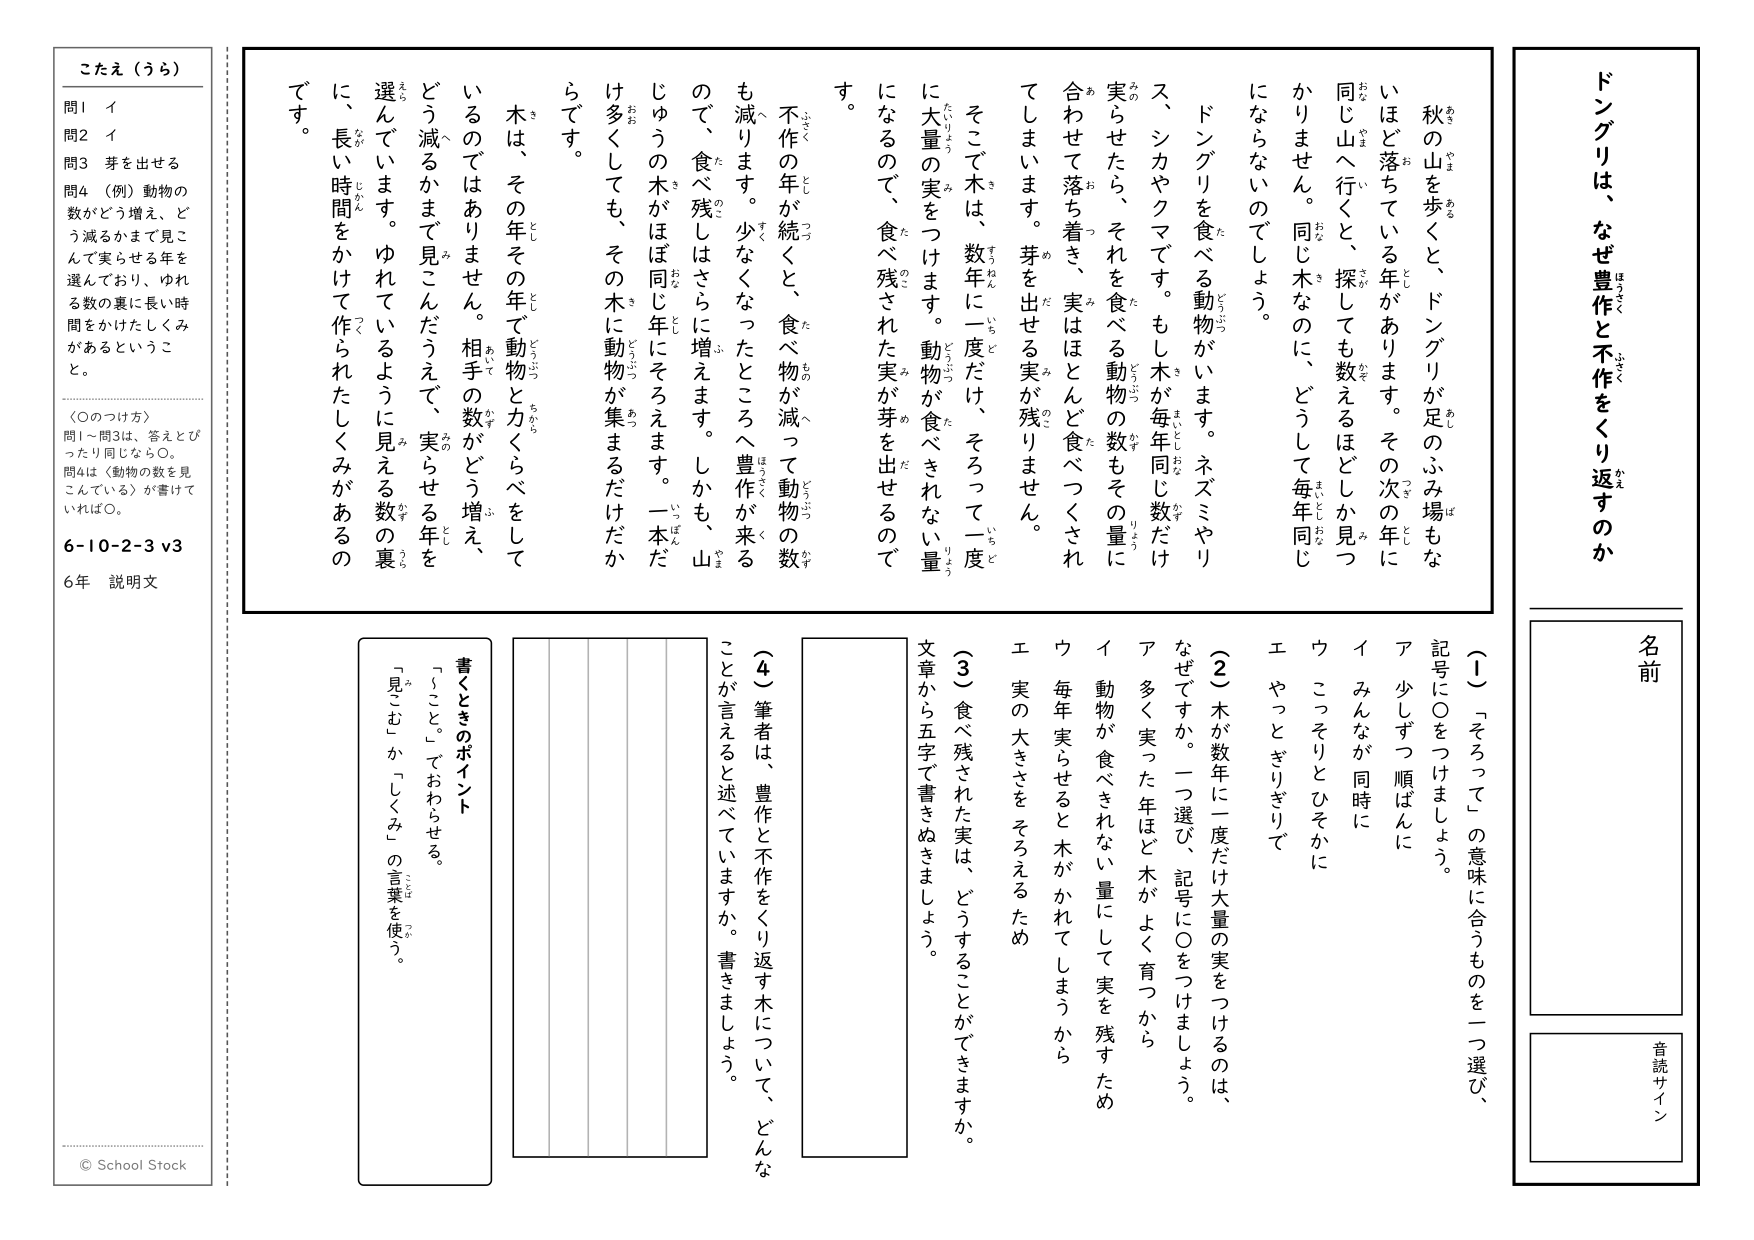 ドングリは、なぜ豊作と不作をくり返すのか
名前
音読サイン
秋の山を歩くと、ドングリが足のふみ場もな
いほど落ちている年があります。その次の年に
同じ山へ行くと、探しても数えるほどしか見つ
かりません。同じ木なのに、どうして毎年同じ
にならないのでしょう。
ドングリを食べる動物がいます。ネズミやリ
ス、シカやクマです。もし木が毎年同じ数だけ
実らせたら、それを食べる動物の数もその量に
合わせて落ち着き、実はほとんど食べつくされ
てしまいます。芽を出せる実が残りません。
そこで木は、数年に一度だけ、そろって一度
に大量の実をつけます。動物が食べきれない量
になるので、食べ残された実が芽を出せるので
す。
不作の年が続くと、食べ物が減って動物の数
も減ります。少なくなったところへ豊作が来る
ので、食べ残しはさらに増えます。しかも、山
じゅうの木がほぼ同じ年にそろえます。一本だ
け多くしても、その木に動物が集まるだけだか
らです。
木は、その年その年で動物と力くらべをして
いるのではありません。相手の数がどう増え、
どう減るかまで見こんだうえで、実らせる年を
選んでいます。ゆれているように見える数の裏
に、長い時間をかけて作られたしくみがあるの
です。
(1)「そろって」の意味に合うものを一つ選び、
記号に○をつけましょう。
ア 少しずつ 順ばんに
イ みんなが 同時に
ウ こっそりと ひそかに
エ やっと ぎりぎりで
(2) 木が数年に一度だけ大量の実をつけるのは、
なぜですか。一つ選び、記号に○をつけましょう。
ア 多く 実った 年ほど 木が よく 育つ から
イ 動物が 食べきれない 量に して 実を 残す ため
ウ 毎年 実らせると 木が かれて しまう から
エ 実の 大きさを そろえる ため
(3) 食べ残された実は、どうすることができますか。
文章から五字で書きぬきましょう。
(4) 筆者は、豊作と不作をくり返す木について、どんな
ことが言えると述べていますか。書きましょう。
書くときのポイント
「〜こと。」でおわらせる。
「見こむ」か「しくみ」の言葉を使う。
こたえ(うら)
問1 イ
問2 イ
問3 芽を出せる
問4 (例)動物の
数がどう増え、ど
う減るかまで見こ
んで実らせる年を
選んでおり、ゆれ
る数の裏に長い時
間をかけたしくみ
があるというこ
と。
〈○のつけ方〉
問1〜問3は、答えとぴ
ったり同じなら○。
問4は〈動物の数を見
こんでいる〉が書けて
いれば○。
6-10-2-3 v3
6年 説明文
© School Stock